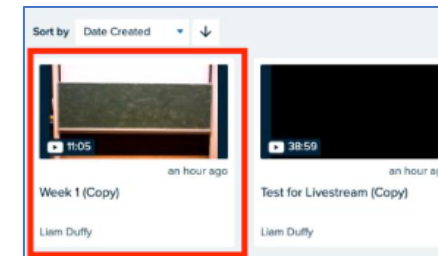 Sort by Date Created
11:05
38:59
an hour ago
an hour ag
Week 1 (Copy)
Test for Livestream (Copy)
Liam Duffy
Liam Duffy